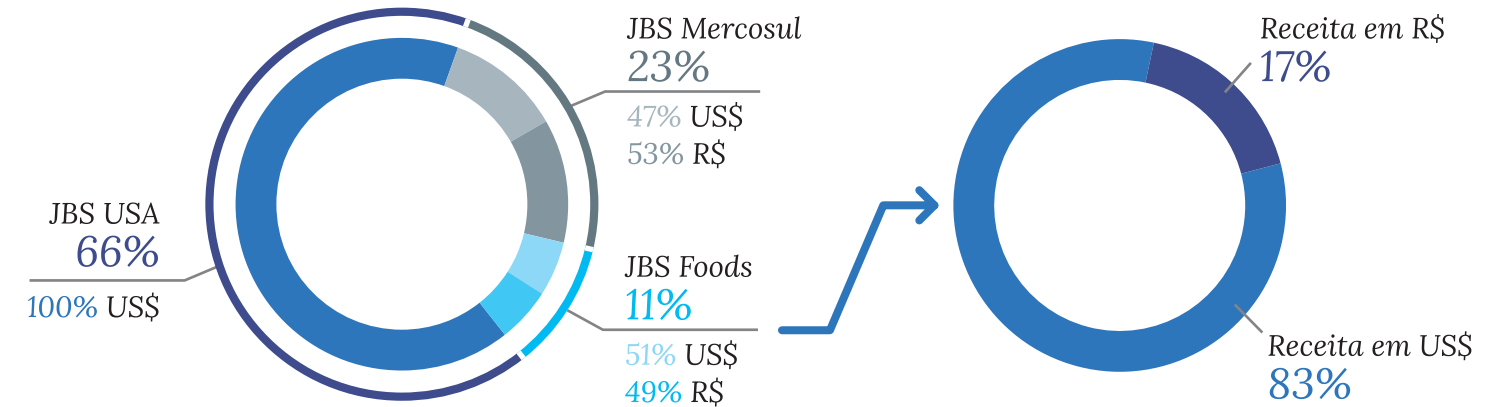 JBS USA
66%
100% US$
JBS Mercosul
23%
47% US$
53% R$
JBS Foods
11%
51% US$
49% R$
Receita em R$
17%
Receita em US$
83%